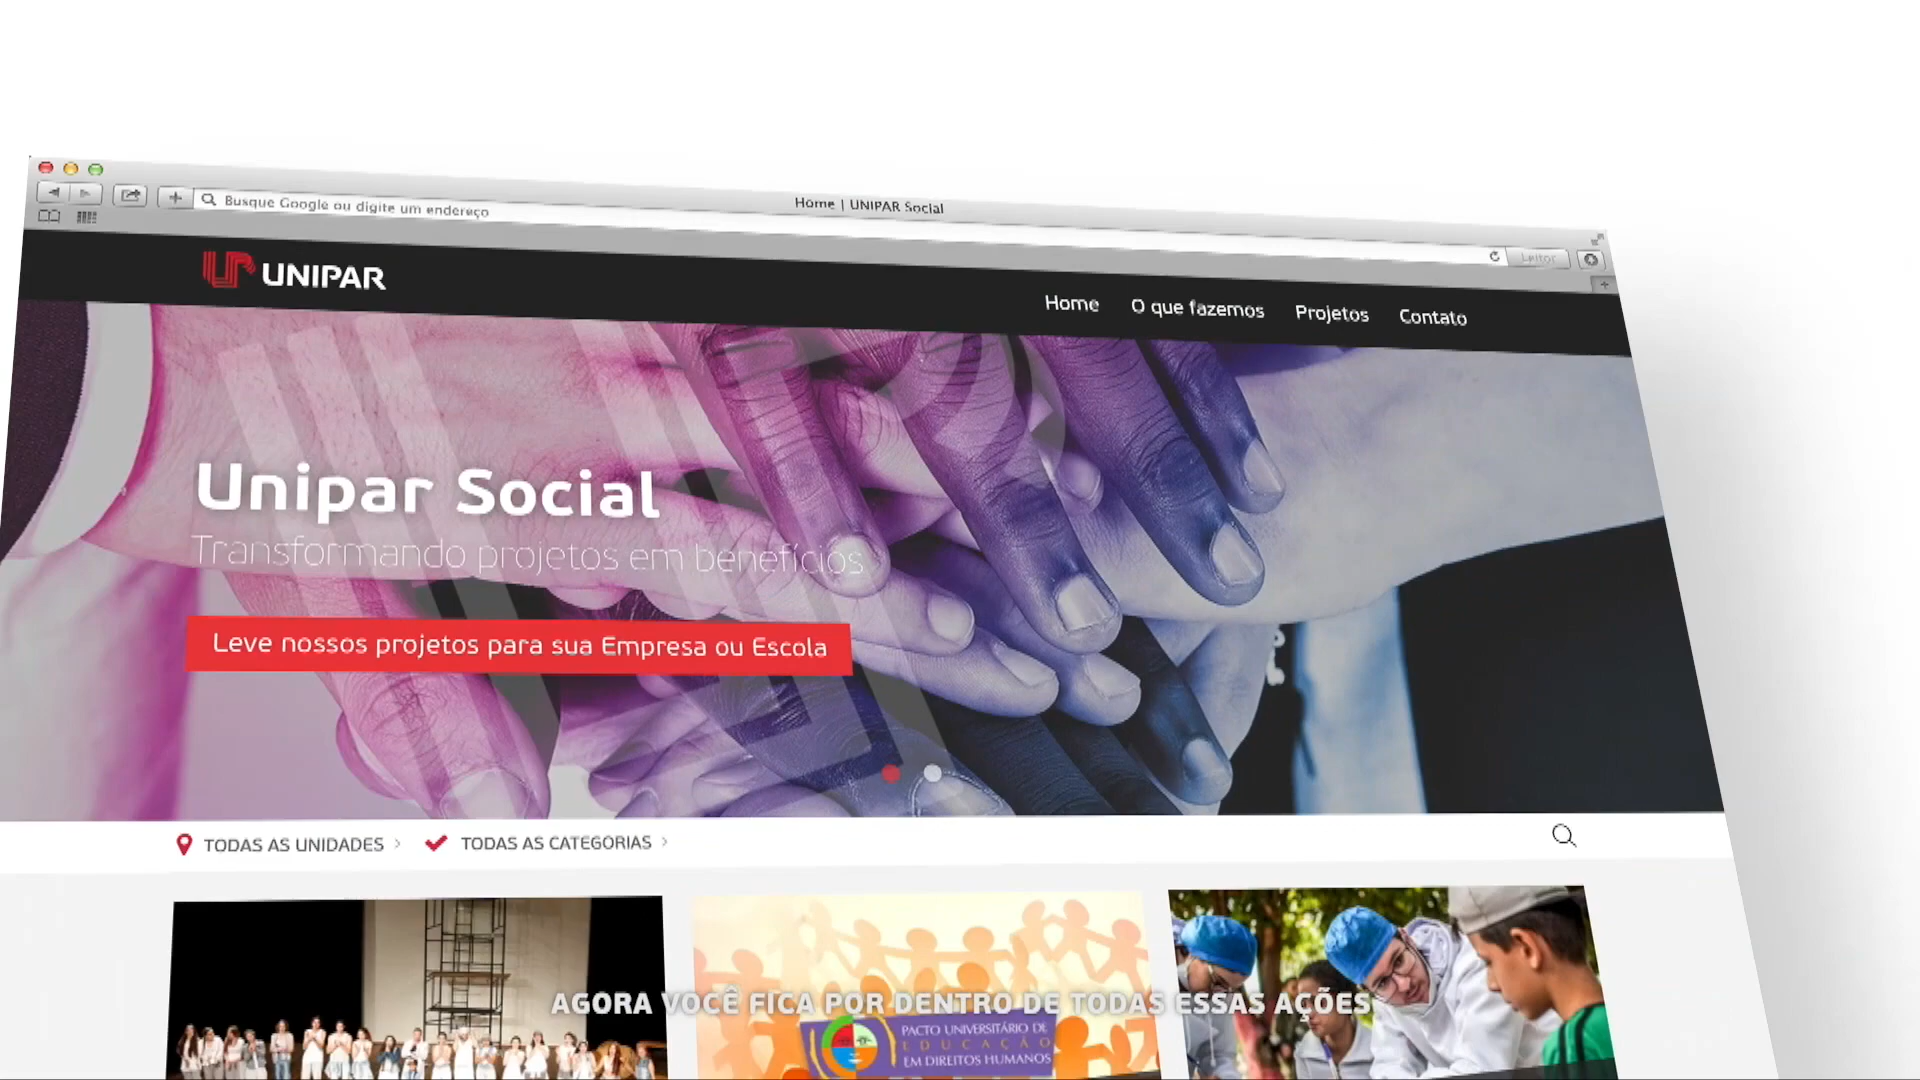 Home | UNIPAR Social
Busque Google ou digite um endereço
Leitor
UNIPAR
Home
O que fazemos
Projetos
Contato
Unipar Social
Transformando projetos em benefícios
Leve nossos projetos para sua Empresa ou Escola
TODAS AS UNIDADES
TODAS AS CATEGORIAS
AGORA VOCÊ FICA POR DENTRO DE TODAS ESSAS AÇÕES
PACTO UNIVERSITÁRIO DE
EDUCAÇÃO
EM DIREITOS HUMANOS